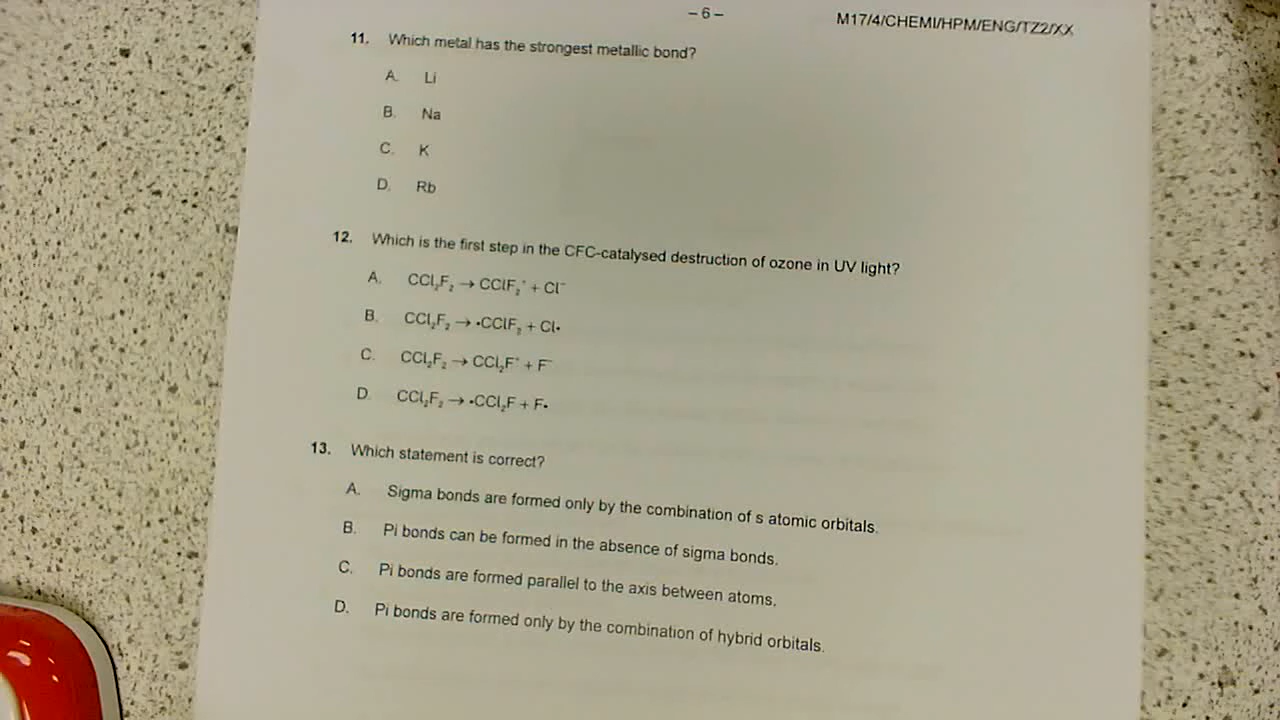 – 6 –
M17/4/CHEMI/HPM/ENG/TZ2/XX
11. Which metal has the strongest metallic bond?
A. Li
B. Na
C. K
D. Rb
12. Which is the first step in the CFC-catalysed destruction of ozone in UV light?
A. CCl₂F₂ → CClF₂⁺ + Cl⁻
B. CCl₂F₂ → •CClF₂ + Cl•
C. CCl₂F₂ → CCl₂F⁺ + F⁻
D. CCl₂F₂ → •CCl₂F + F•
13. Which statement is correct?
A. Sigma bonds are formed only by the combination of s atomic orbitals.
B. Pi bonds can be formed in the absence of sigma bonds.
C. Pi bonds are formed parallel to the axis between atoms.
D. Pi bonds are formed only by the combination of hybrid orbitals.